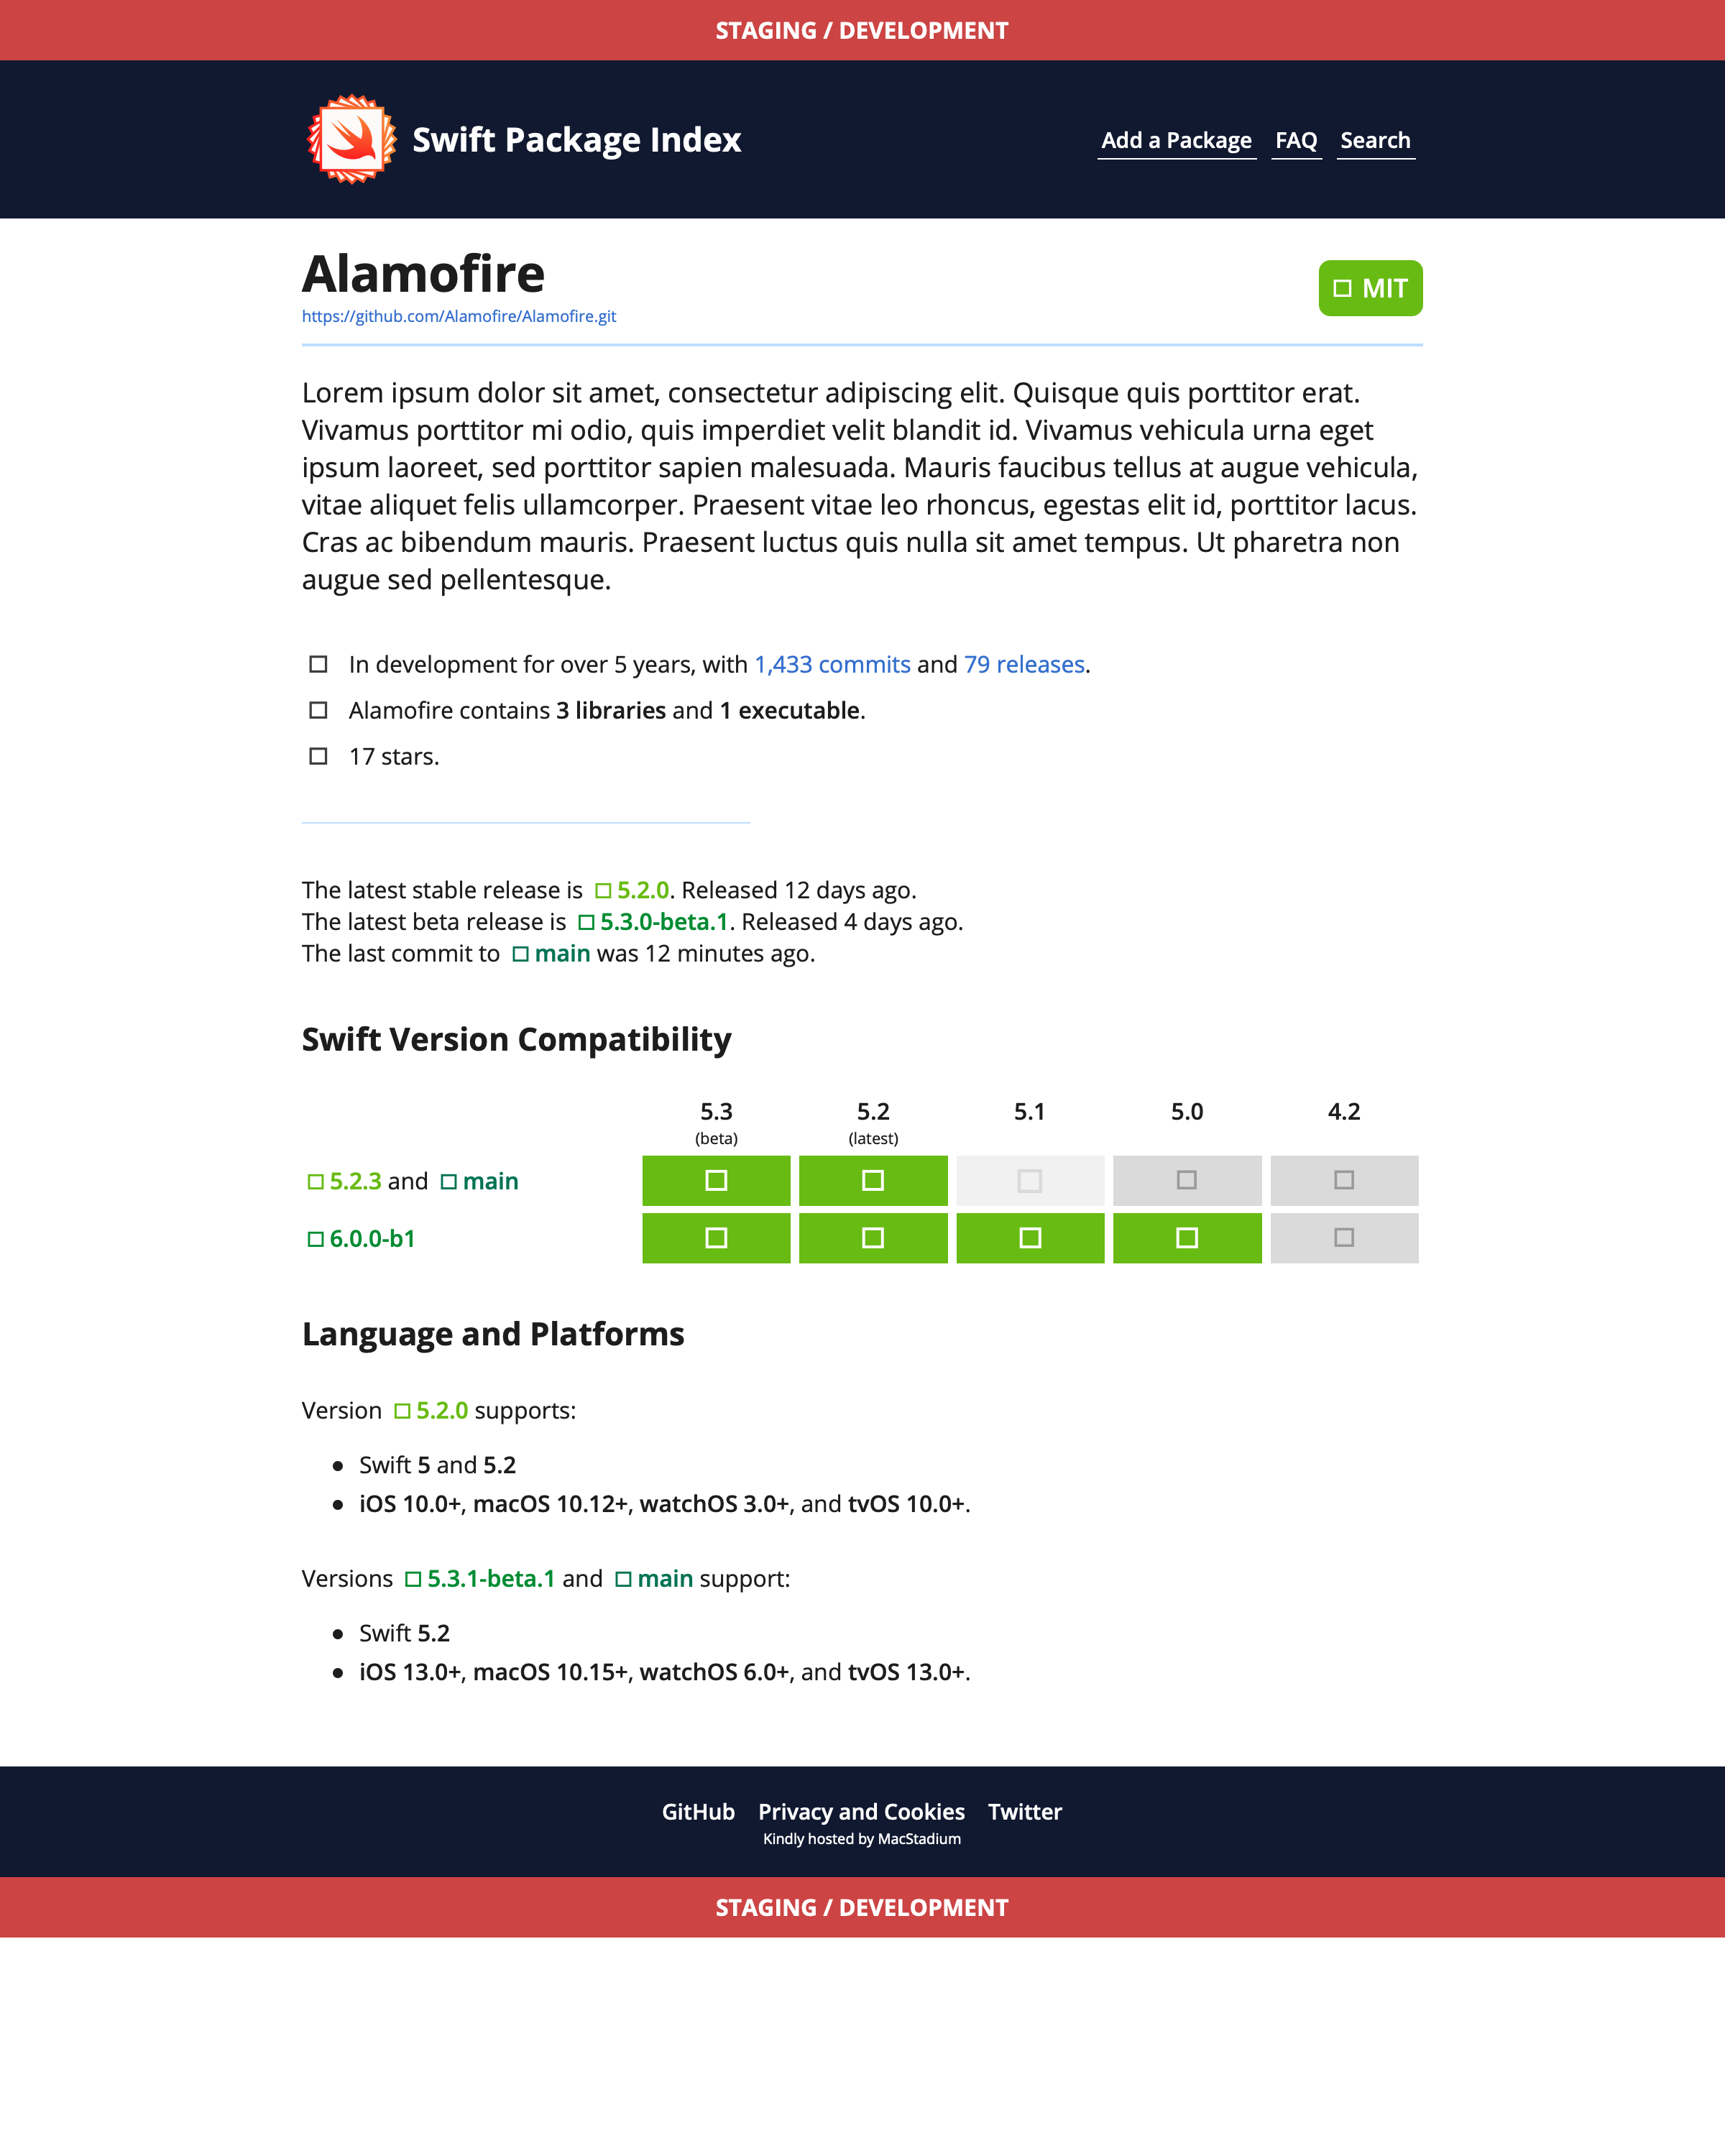 STAGING / DEVELOPMENT
Swift Package Index
Add a Package FAQ Search
Alamofire
MIT
https://github.com/Alamofire/Alamofire.git
Lorem ipsum dolor sit amet, consectetur adipiscing elit. Quisque quis porttitor erat.
Vivamus porttitor mi odio, quis imperdiet velit blandit id. Vivamus vehicula urna eget
ipsum laoreet, sed porttitor sapien malesuada. Mauris faucibus tellus at augue vehicula,
vitae aliquet felis ullamcorper. Praesent vitae leo rhoncus, egestas elit id, porttitor lacus.
Cras ac bibendum mauris. Praesent luctus quis nulla sit amet tempus. Ut pharetra non
augue sed pellentesque.
In development for over 5 years, with 1,433 commits and 79 releases.
Alamofire contains 3 libraries and 1 executable.
17 stars.
The latest stable release is 5.2.0. Released 12 days ago.
The latest beta release is 5.3.0-beta.1. Released 4 days ago.
The last commit to main was 12 minutes ago.
Swift Version Compatibility
5.3 5.2 5.1 5.0 4.2
(beta) (latest)
5.2.3 and main
6.0.0-b1
Language and Platforms
Version 5.2.0 supports:
● Swift 5 and 5.2
● iOS 10.0+, macOS 10.12+, watchOS 3.0+, and tvOS 10.0+.
Versions 5.3.1-beta.1 and main support:
● Swift 5.2
● iOS 13.0+, macOS 10.15+, watchOS 6.0+, and tvOS 13.0+.
GitHub Privacy and Cookies Twitter
Kindly hosted by MacStadium
STAGING / DEVELOPMENT